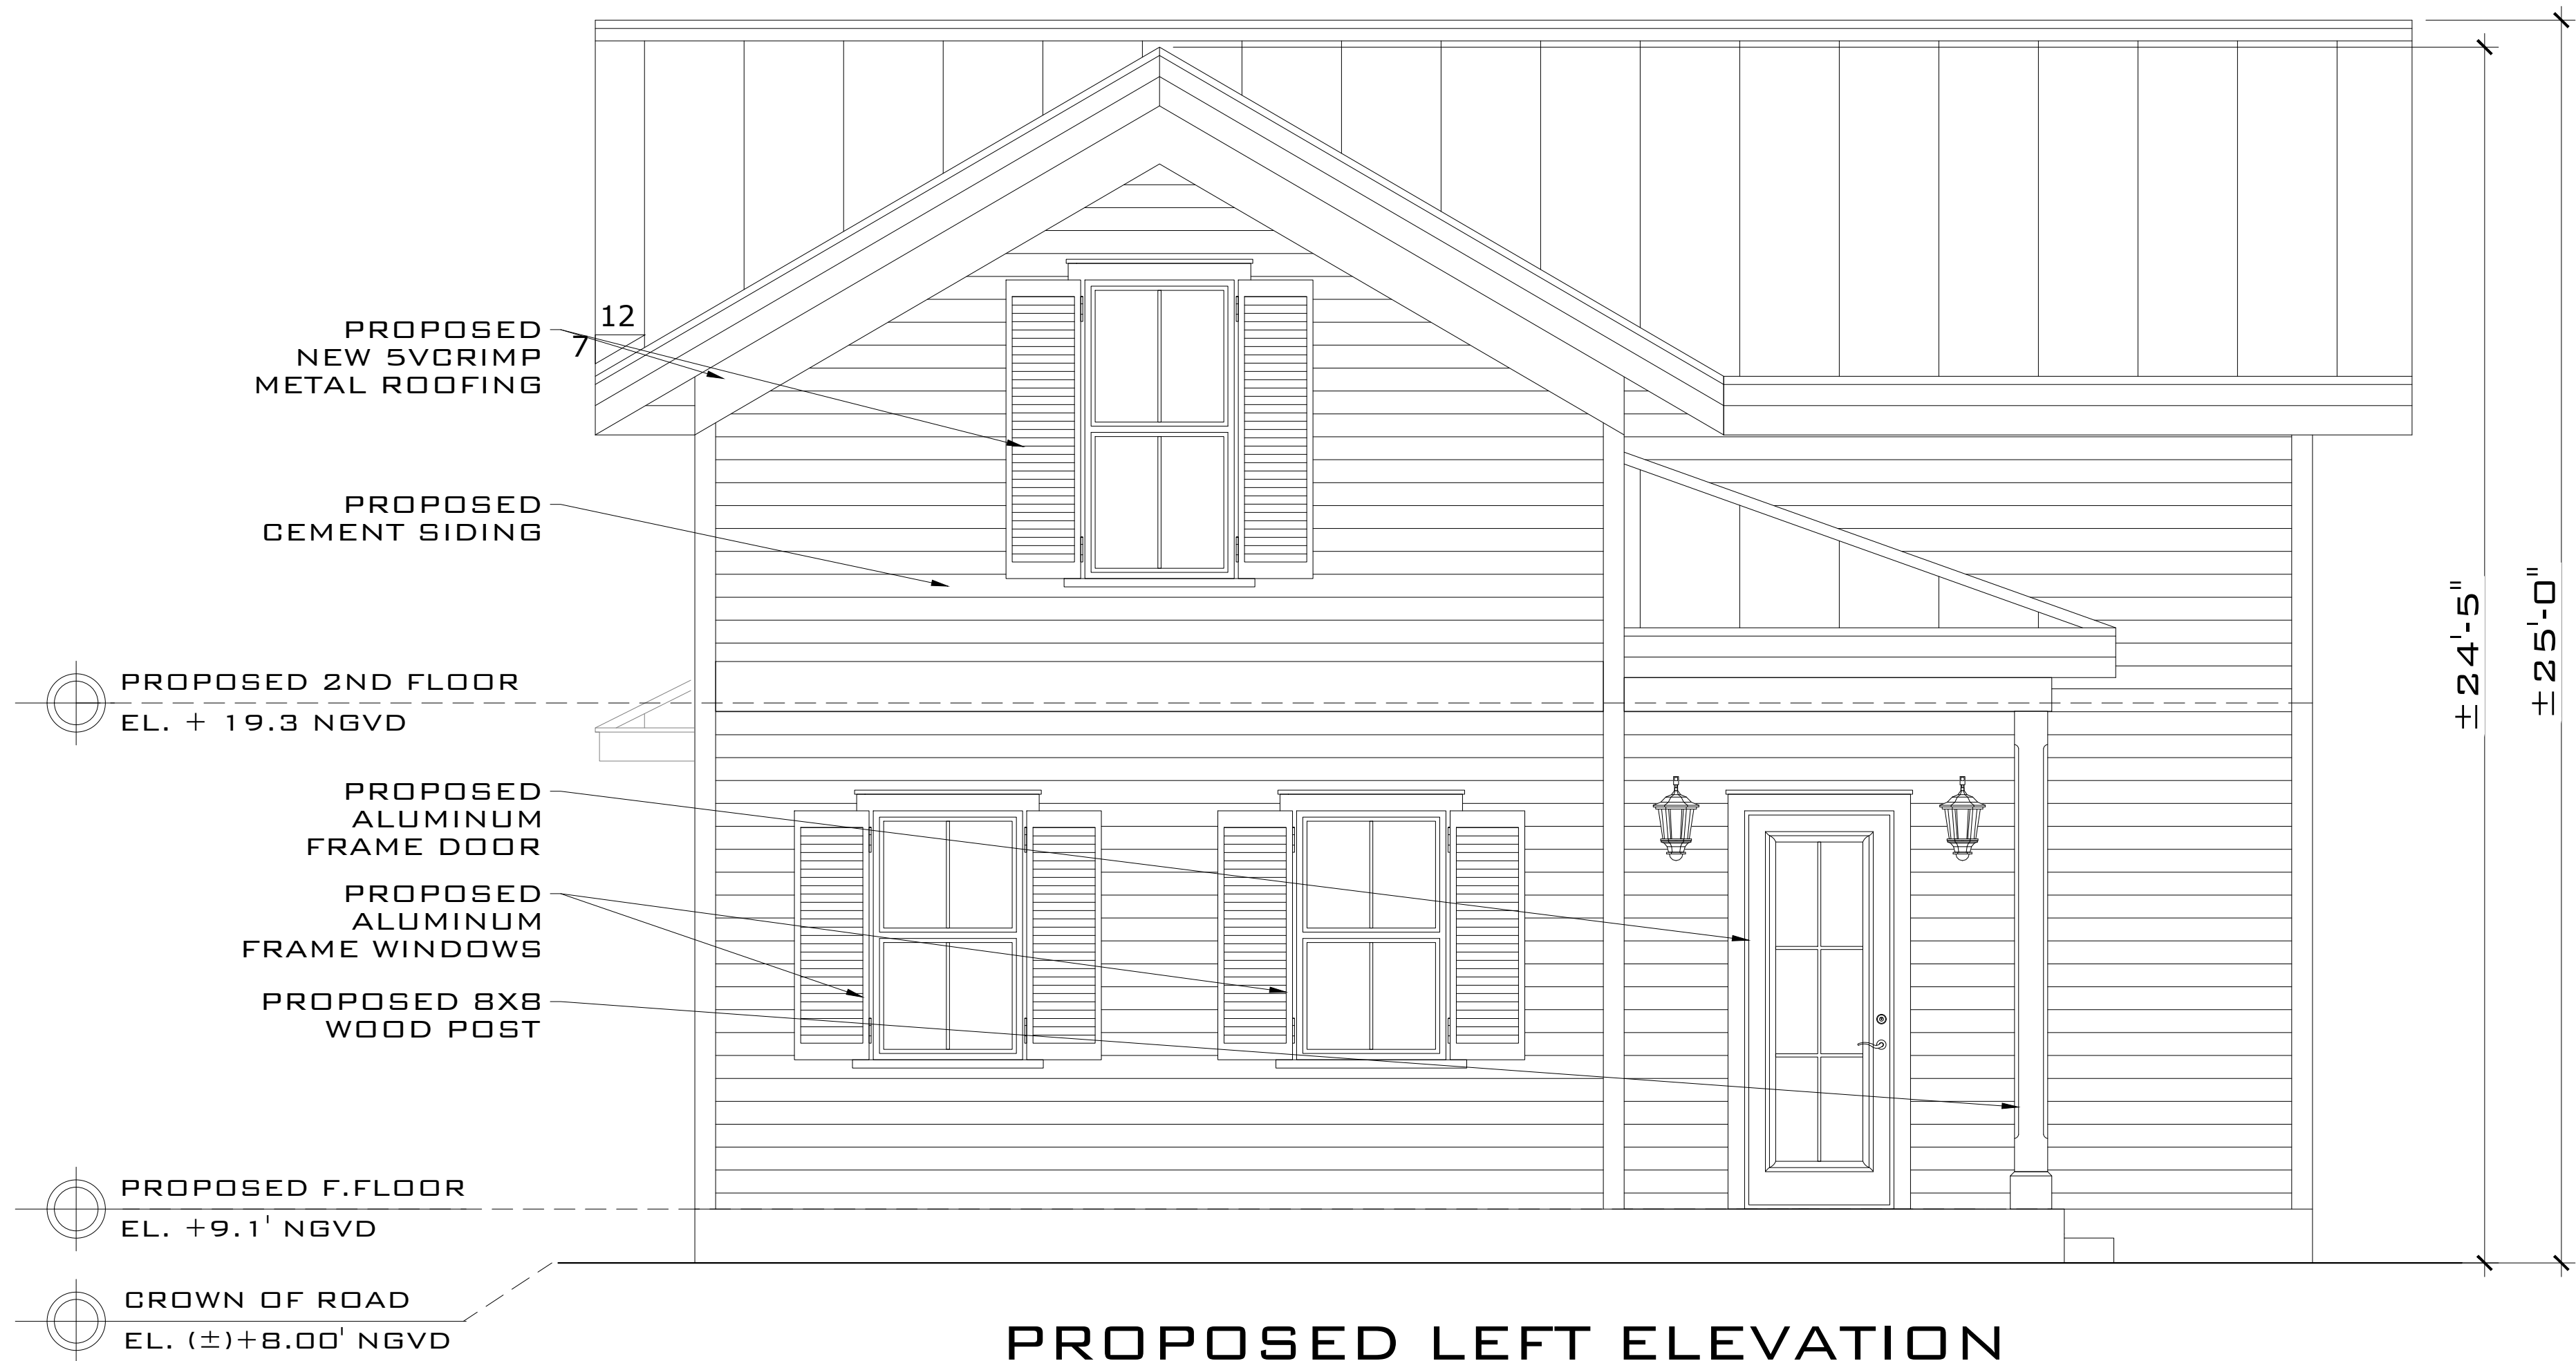 12
7
PROPOSED
NEW 5VCRIMP
METAL ROOFING
PROPOSED
CEMENT SIDING
PROPOSED 2ND FLOOR
EL. + 19.3 NGVD
PROPOSED
ALUMINUM
FRAME DOOR
PROPOSED
ALUMINUM
FRAME WINDOWS
PROPOSED 8X8
WOOD POST
PROPOSED F.FLOOR
EL. +9.1' NGVD
CROWN OF ROAD
EL. (±)+8.00' NGVD
±24'-5"
±25'-0"
PROPOSED LEFT ELEVATION